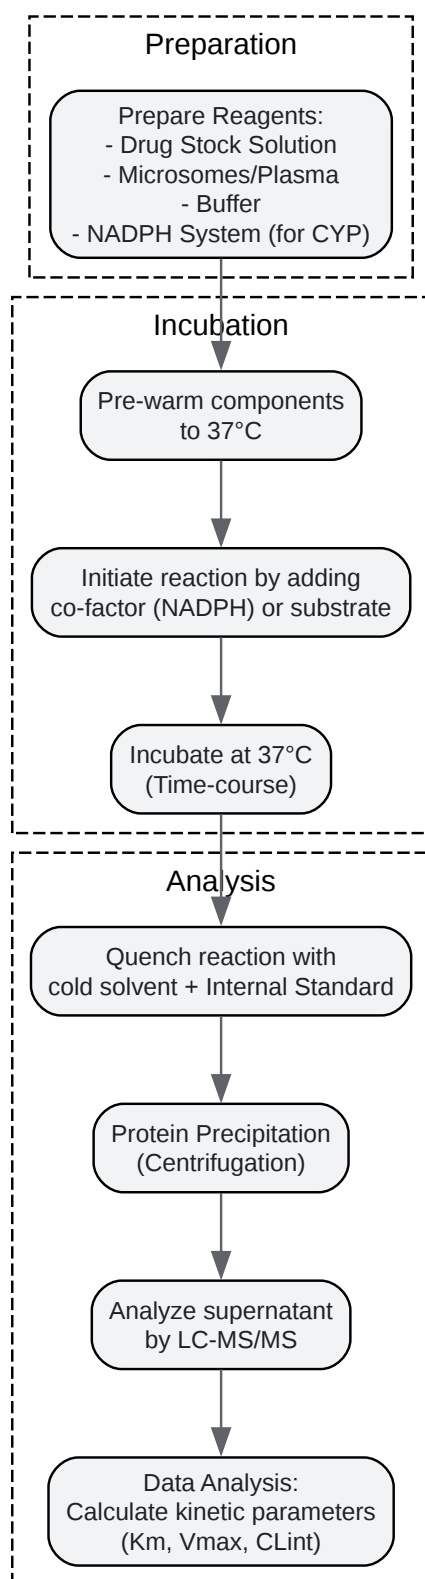 Preparation
Prepare Reagents:
- Drug Stock Solution
- Microsomes/Plasma
- Buffer
- NADPH System (for CYP)
Incubation
Pre-warm components
to 37°C
Initiate reaction by adding
co-factor (NADPH) or substrate
Incubate at 37°C
(Time-course)
Analysis
Quench reaction with
cold solvent + Internal Standard
Protein Precipitation
(Centrifugation)
Analyze supernatant
by LC-MS/MS
Data Analysis:
Calculate kinetic parameters
(Km, Vmax, CLint)